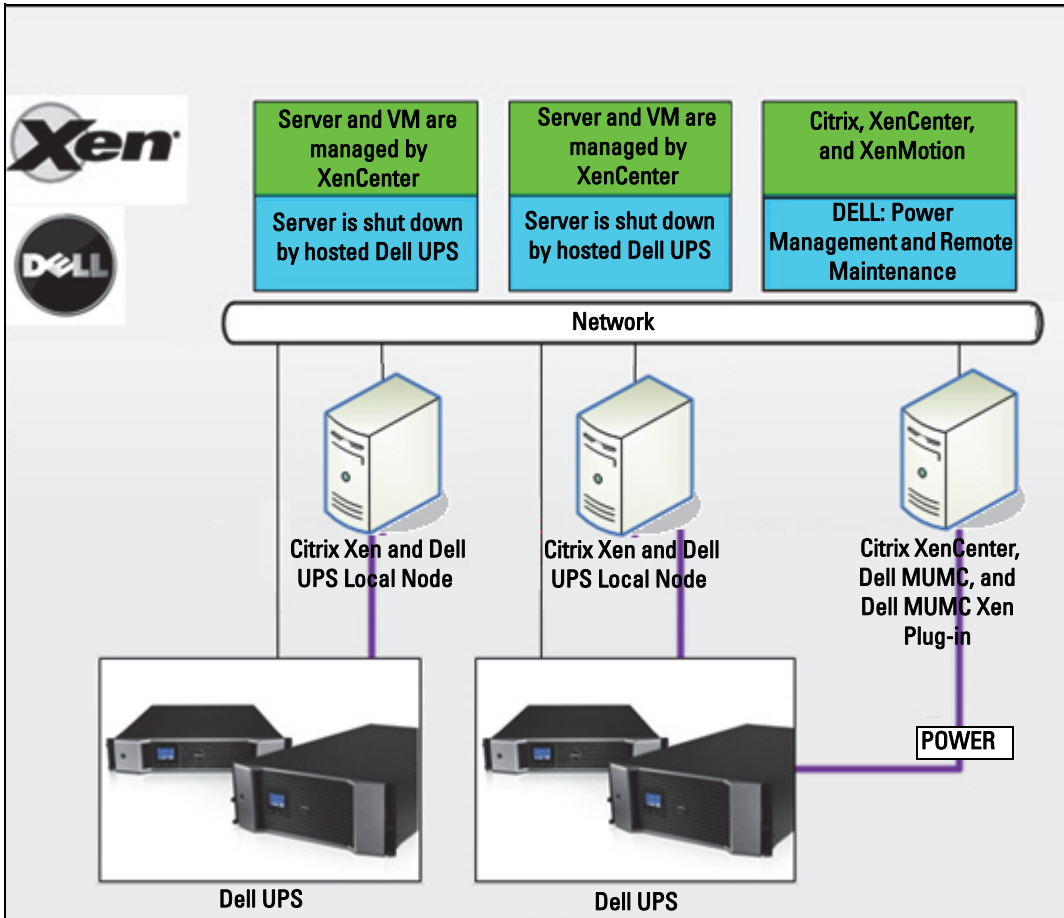 Xen
DELL
Server and VM are
managed by
XenCenter
Server is shut down
by hosted Dell UPS
Server and VM are
managed by
XenCenter
Server is shut down
by hosted Dell UPS
Citrix, XenCenter,
and XenMotion
DELL: Power
Management and Remote
Maintenance
Network
Citrix Xen and Dell
UPS Local Node
Citrix Xen and Dell
UPS Local Node
Citrix XenCenter,
Dell MUMC, and
Dell MUMC Xen
Plug-in
POWER
Dell UPS
Dell UPS